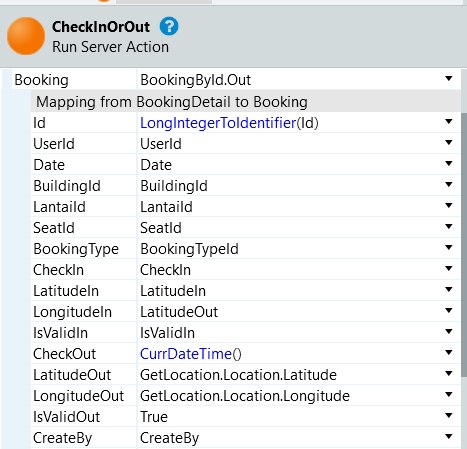 CheckInOrOut ?
Run Server Action
Booking BookingById.Out
Mapping from BookingDetail to Booking
Id LongIntegerToIdentifier(Id)
UserId UserId
Date Date
BuildingId BuildingId
LantaiId LantaiId
SeatId SeatId
BookingType BookingTypeId
CheckIn CheckIn
LatitudeIn LatitudeIn
LongitudeIn LatitudeOut
IsValidIn IsValidIn
CheckOut CurrDateTime()
LatitudeOut GetLocation.Location.Latitude
LongitudeOut GetLocation.Location.Longitude
IsValidOut True
CreateBy CreateBy